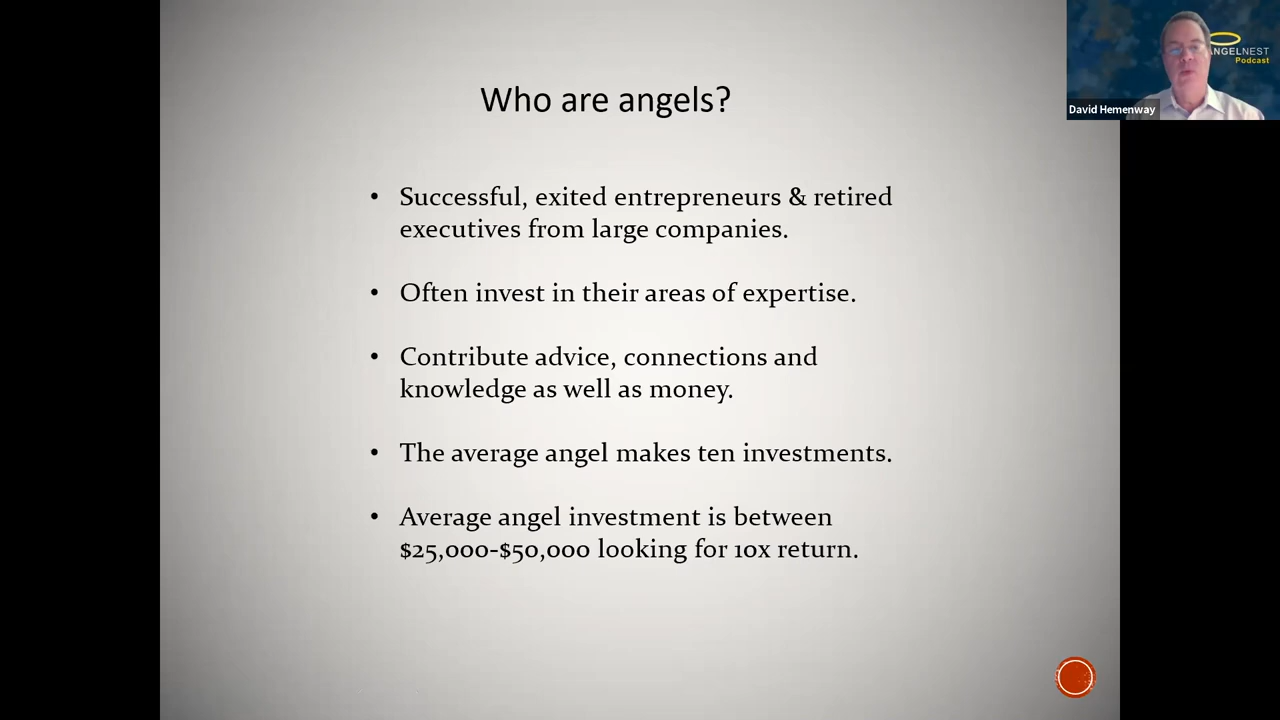 Who are angels?
• Successful, exited entrepreneurs & retired
executives from large companies.
• Often invest in their areas of expertise.
• Contribute advice, connections and
knowledge as well as money.
• The average angel makes ten investments.
• Average angel investment is between
$25,000-$50,000 looking for 10x return.
ANGELNEST
Podcast
David Hemenway